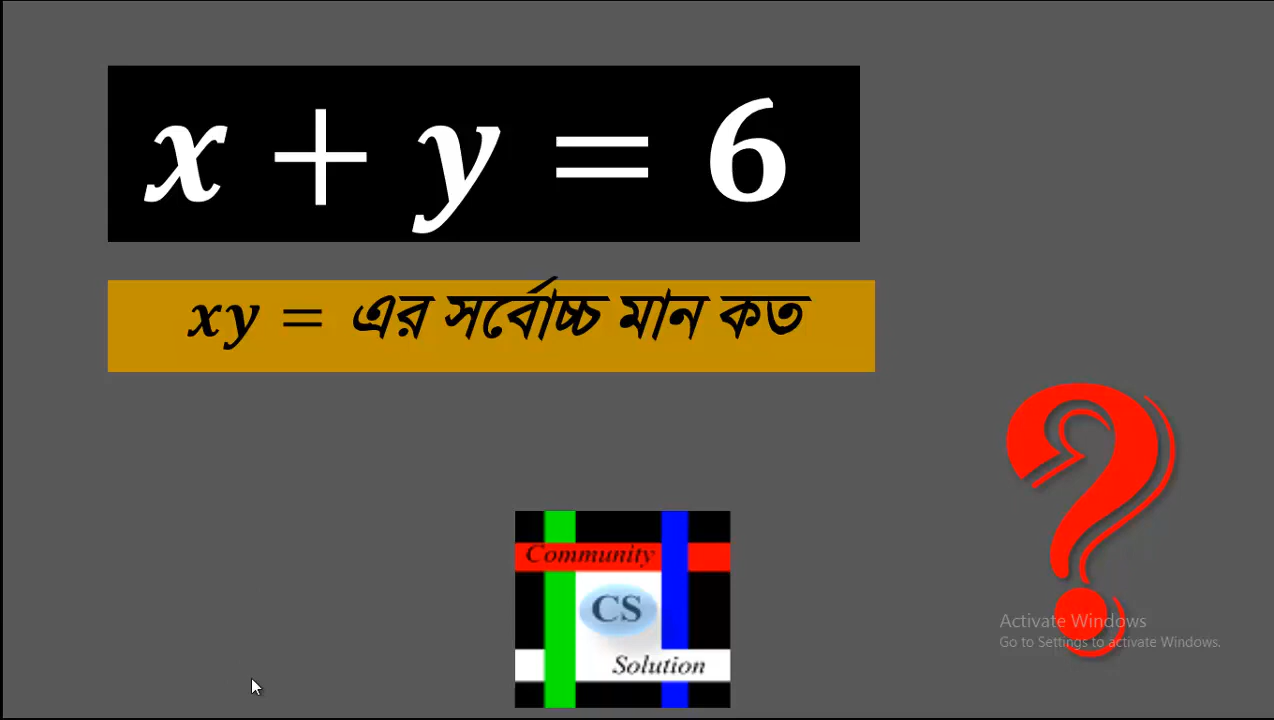 x + y = 6
xy = এর সর্বোচ্চ মান কত
?
Community
CS
Solution
Activate Windows
Go to Settings to activate Windows.